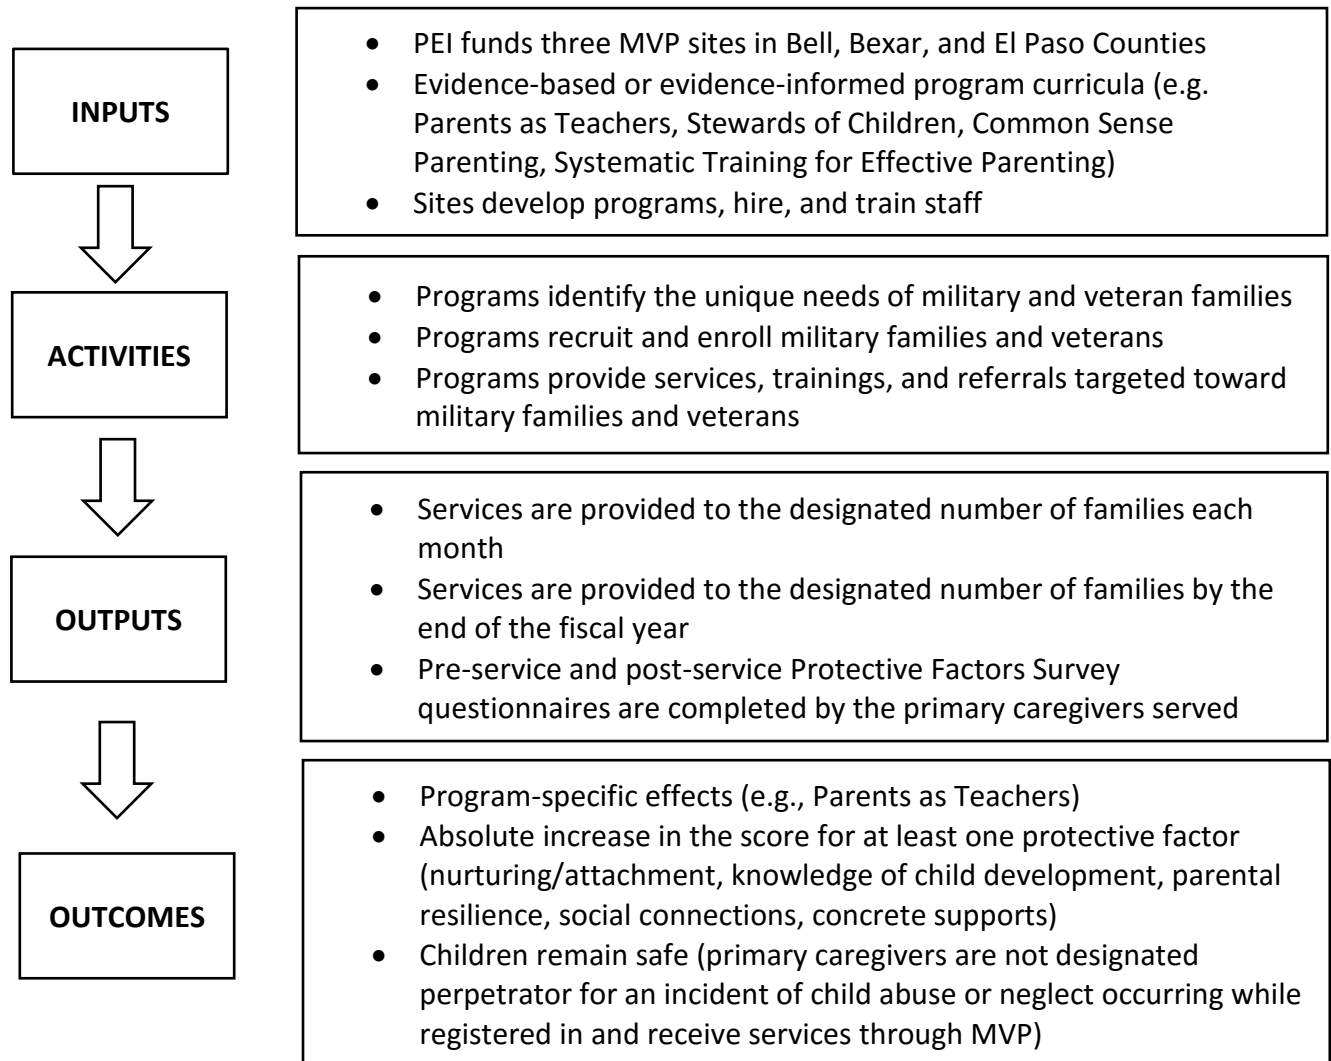 INPUTS
• PEI funds three MVP sites in Bell, Bexar, and El Paso Counties
• Evidence-based or evidence-informed program curricula (e.g.
Parents as Teachers, Stewards of Children, Common Sense
Parenting, Systematic Training for Effective Parenting)
• Sites develop programs, hire, and train staff
ACTIVITIES
• Programs identify the unique needs of military and veteran families
• Programs recruit and enroll military families and veterans
• Programs provide services, trainings, and referrals targeted toward
military families and veterans
OUTPUTS
• Services are provided to the designated number of families each
month
• Services are provided to the designated number of families by the
end of the fiscal year
• Pre-service and post-service Protective Factors Survey
questionnaires are completed by the primary caregivers served
OUTCOMES
• Program-specific effects (e.g., Parents as Teachers)
• Absolute increase in the score for at least one protective factor
(nurturing/attachment, knowledge of child development, parental
resilience, social connections, concrete supports)
• Children remain safe (primary caregivers are not designated
perpetrator for an incident of child abuse or neglect occurring while
registered in and receive services through MVP)